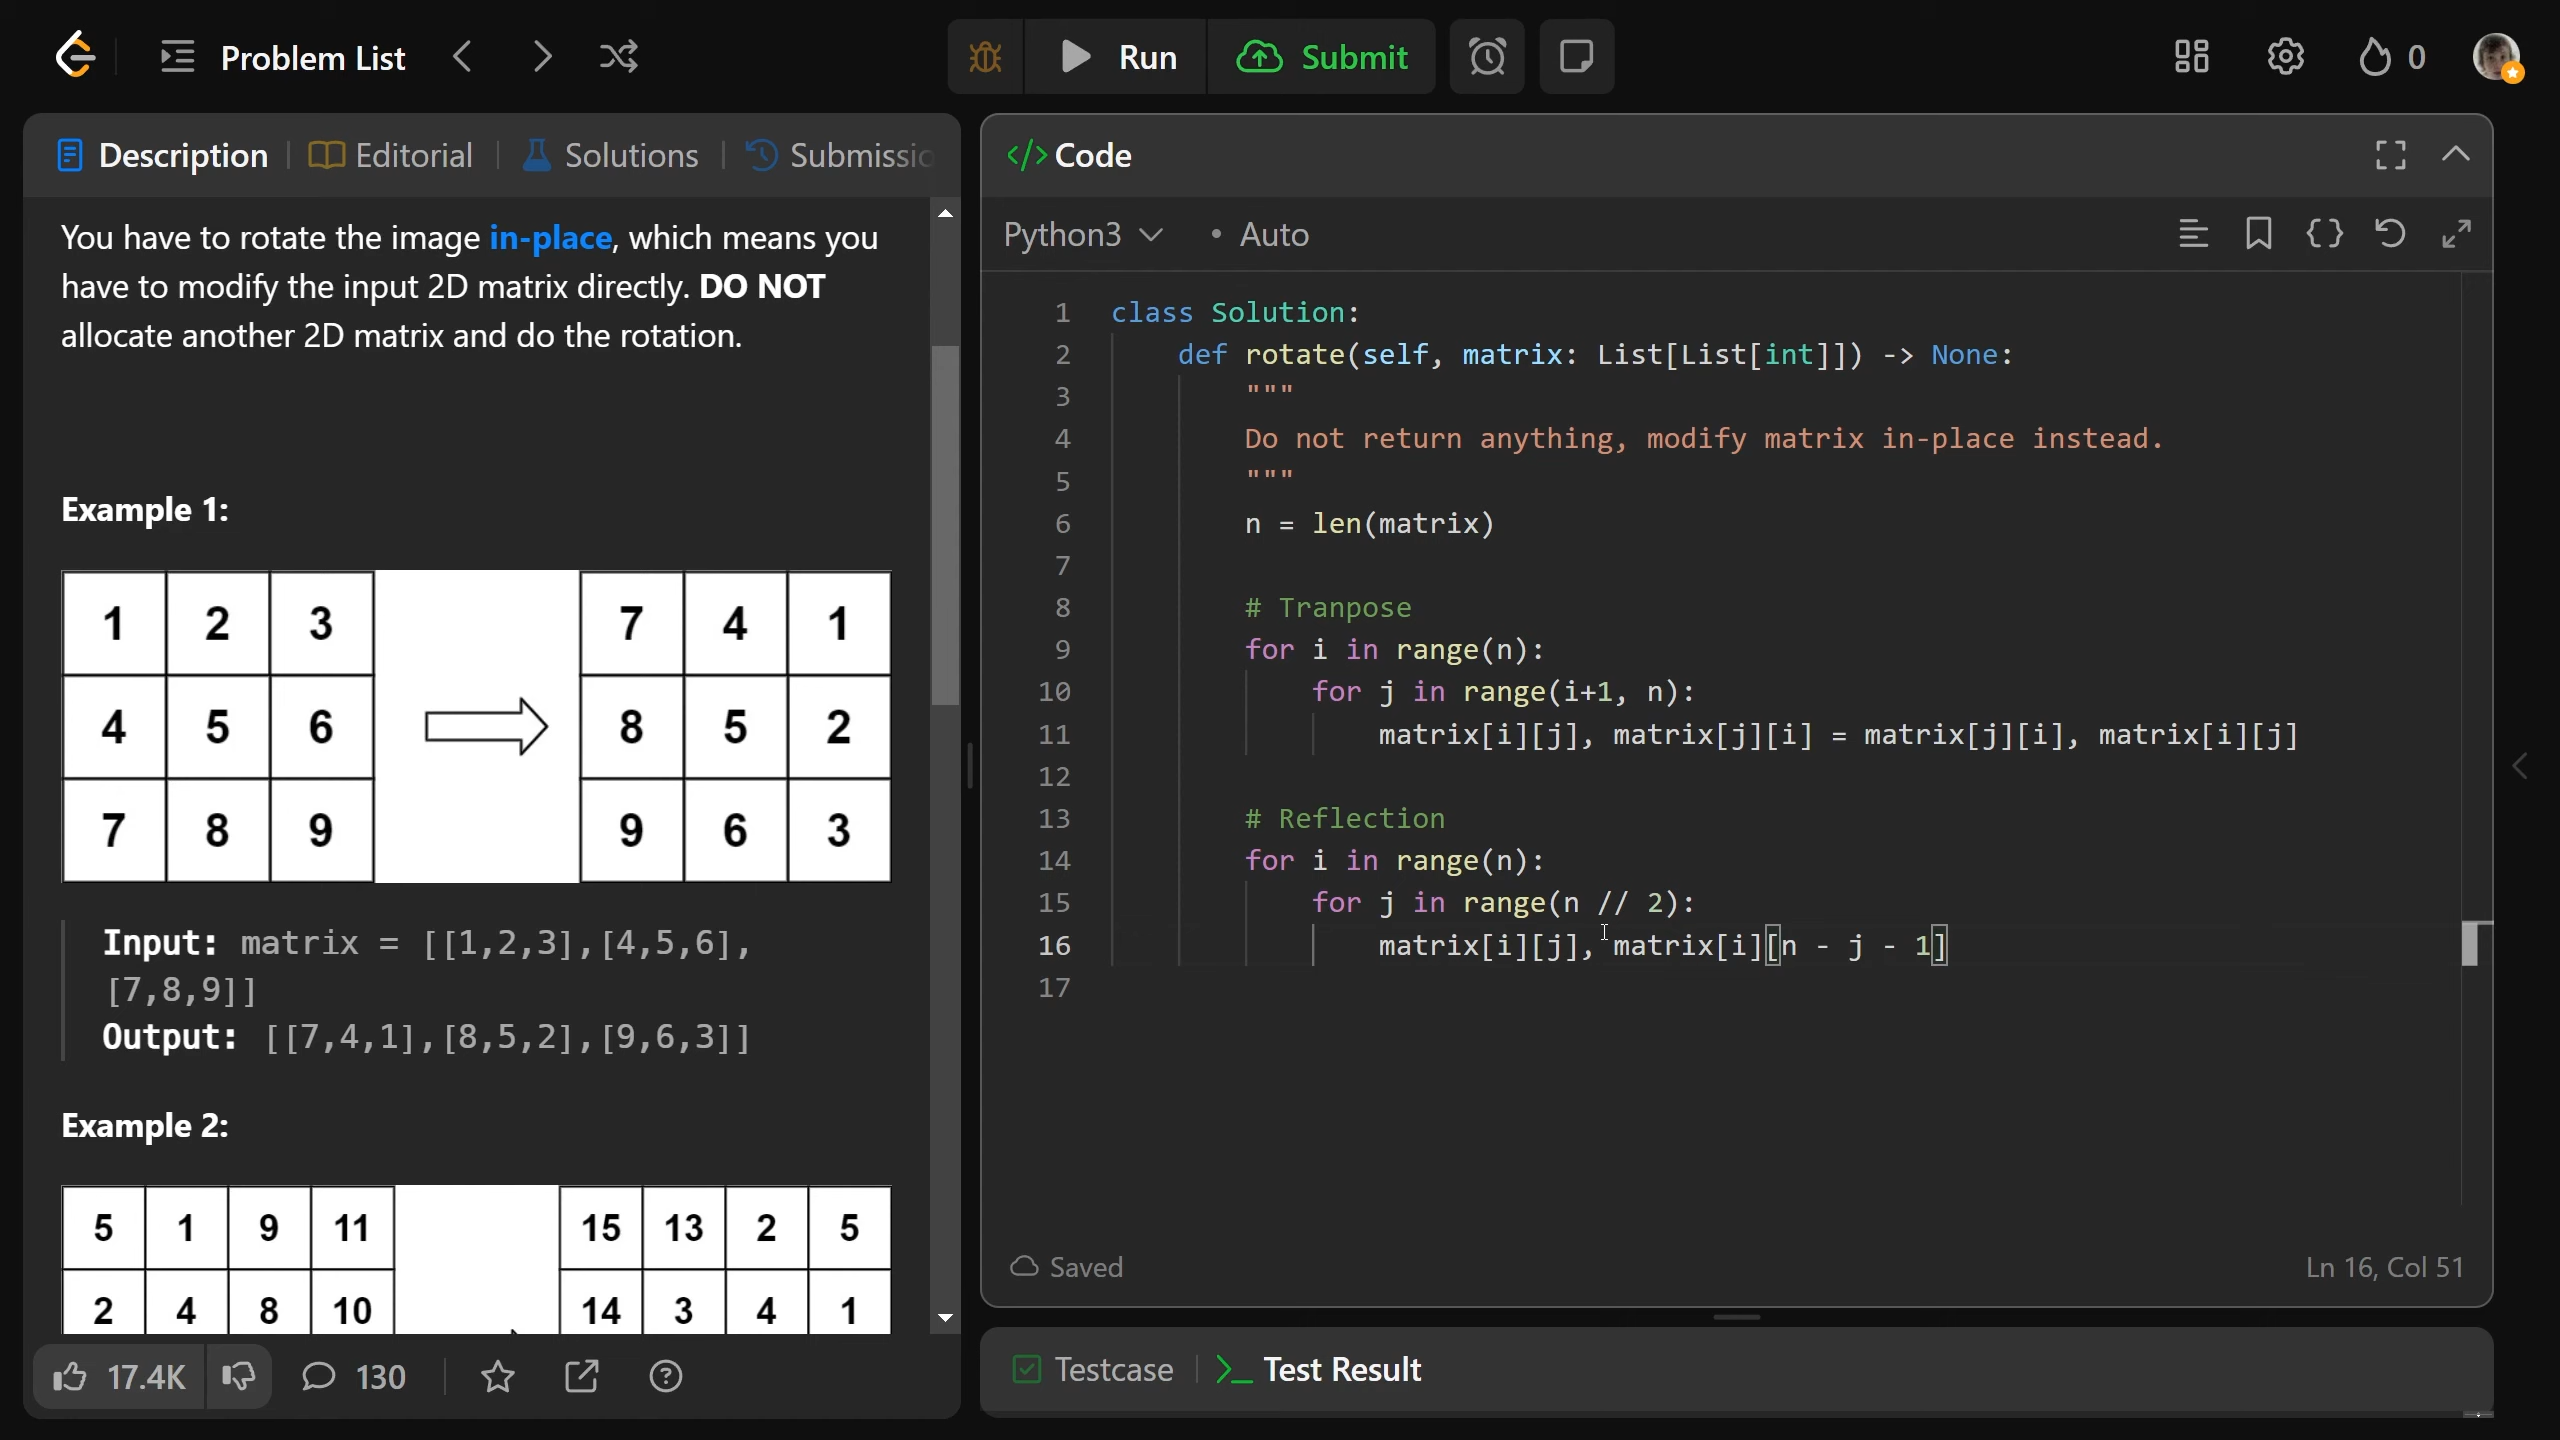 Problem List
Run
Submit
0
Description
Editorial
Solutions
Submissio
You have to rotate the image in-place, which means you
have to modify the input 2D matrix directly. DO NOT
allocate another 2D matrix and do the rotation.
Example 1:
1 2 3 7 4 1
4 5 6 8 5 2
7 8 9 9 6 3
Input: matrix = [[1,2,3],[4,5,6],
[7,8,9]]
Output: [[7,4,1],[8,5,2],[9,6,3]]
Example 2:
5 1 9 11 15 13 2 5
2 4 8 10 14 3 4 1
17.4K
130
</> Code
Python3
• Auto
1 class Solution:
2 def rotate(self, matrix: List[List[int]]) -> None:
3 """
4 Do not return anything, modify matrix in-place instead.
5 """
6 n = len(matrix)
7
8 # Tranpose
9 for i in range(n):
10 for j in range(i+1, n):
11 matrix[i][j], matrix[j][i] = matrix[j][i], matrix[i][j]
12
13 # Reflection
14 for i in range(n):
15 for j in range(n // 2):
16 matrix[i][j], matrix[i][n - j - 1]
17
Saved
Ln 16, Col 51
Testcase
Test Result